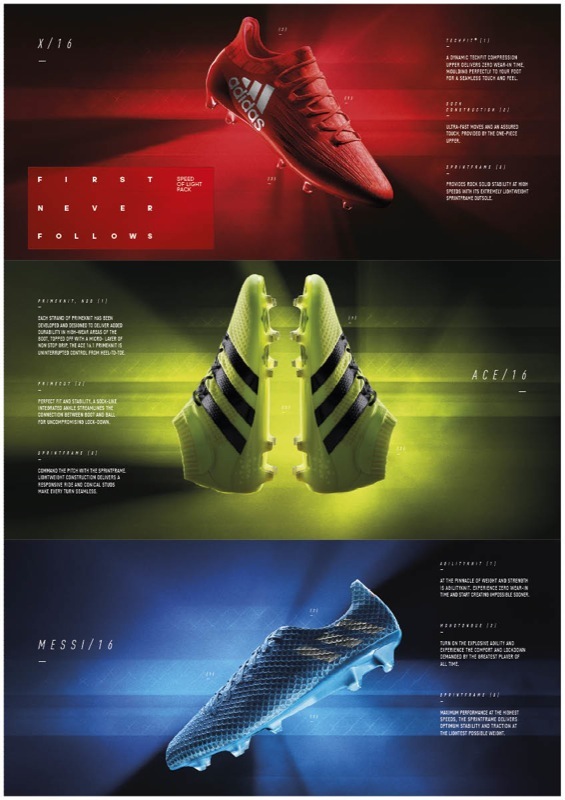 X/16
TECHFIT® [1]
A DYNAMIC TECHFIT COMPRESSION
UPPER DELIVERS ZERO WEAR-IN TIME,
MOULDING PERFECTLY TO YOUR FOOT
FOR A SEAMLESS TOUCH AND FEEL.
CONSTRUCTION [2]
ULTRA-FAST MOVES AND AN ASSURED
TOUCH, PROVIDED BY THE ONE-PIECE
UPPER.
SPRINTFRAME [3]
PROVIDES ROCK SOLID STABILITY AT HIGH
SPEEDS WITH ITS EXTREMELY LIGHTWEIGHT
SPRINTFRAME OUTSOLE.
adidas
FIRST
NEVER
FOLLOWS
SPEED
OF LIGHT
PACK
PRIMEKNIT, NSG [1]
EACH STRAND OF PRIMEKNIT HAS BEEN
DEVELOPED AND DESIGNED TO DELIVER ADDED
DURABILITY IN HIGH-WEAR AREAS OF THE
BOOT, TOPPED OFF WITH A MICRO-LAYER OF
NON STOP GRIP, THE ACE 16.1 PRIMEKNIT IS
UNINTERRUPTED CONTROL FROM HEEL-TO-TOE.
PRIMECUT [2]
PERFECT FIT AND STABILITY, A SOCK-LIKE
INTEGRATED ANKLE STREAMLINES THE
CONNECTION BETWEEN BOOT AND BALL
FOR UNCOMPROMISING LOCK-DOWN.
SPRINTFRAME [3]
COMMAND THE PITCH WITH THE SPRINTFRAME.
LIGHTWEIGHT CONSTRUCTION DELIVERS A
RESPONSIVE RIDE AND CONICAL STUDS
MAKE EVERY TURN SEAMLESS.
ACE/16
MESSI/16
AGILITYKNIT [1]
AT THE PINNACLE OF WEIGHT AND STRENGTH
IS AGILITYKNIT. EXPERIENCE ZERO WEAR-IN
TIME AND START CREATING IMPOSSIBLE SOONER.
MONOTONGUE [2]
TURN ON THE EXPLOSIVE AGILITY AND
EXPERIENCE THE COMFORT AND LOCKDOWN
DEMANDED BY THE GREATEST PLAYER OF
ALL TIME.
SPRINTFRAME [3]
MAXIMUM PERFORMANCE AT THE HIGHEST
SPEEDS, THE SPRINTFRAME DELIVERS
OPTIMUM STABILITY AND TRACTION AT
THE LIGHTEST POSSIBLE WEIGHT.